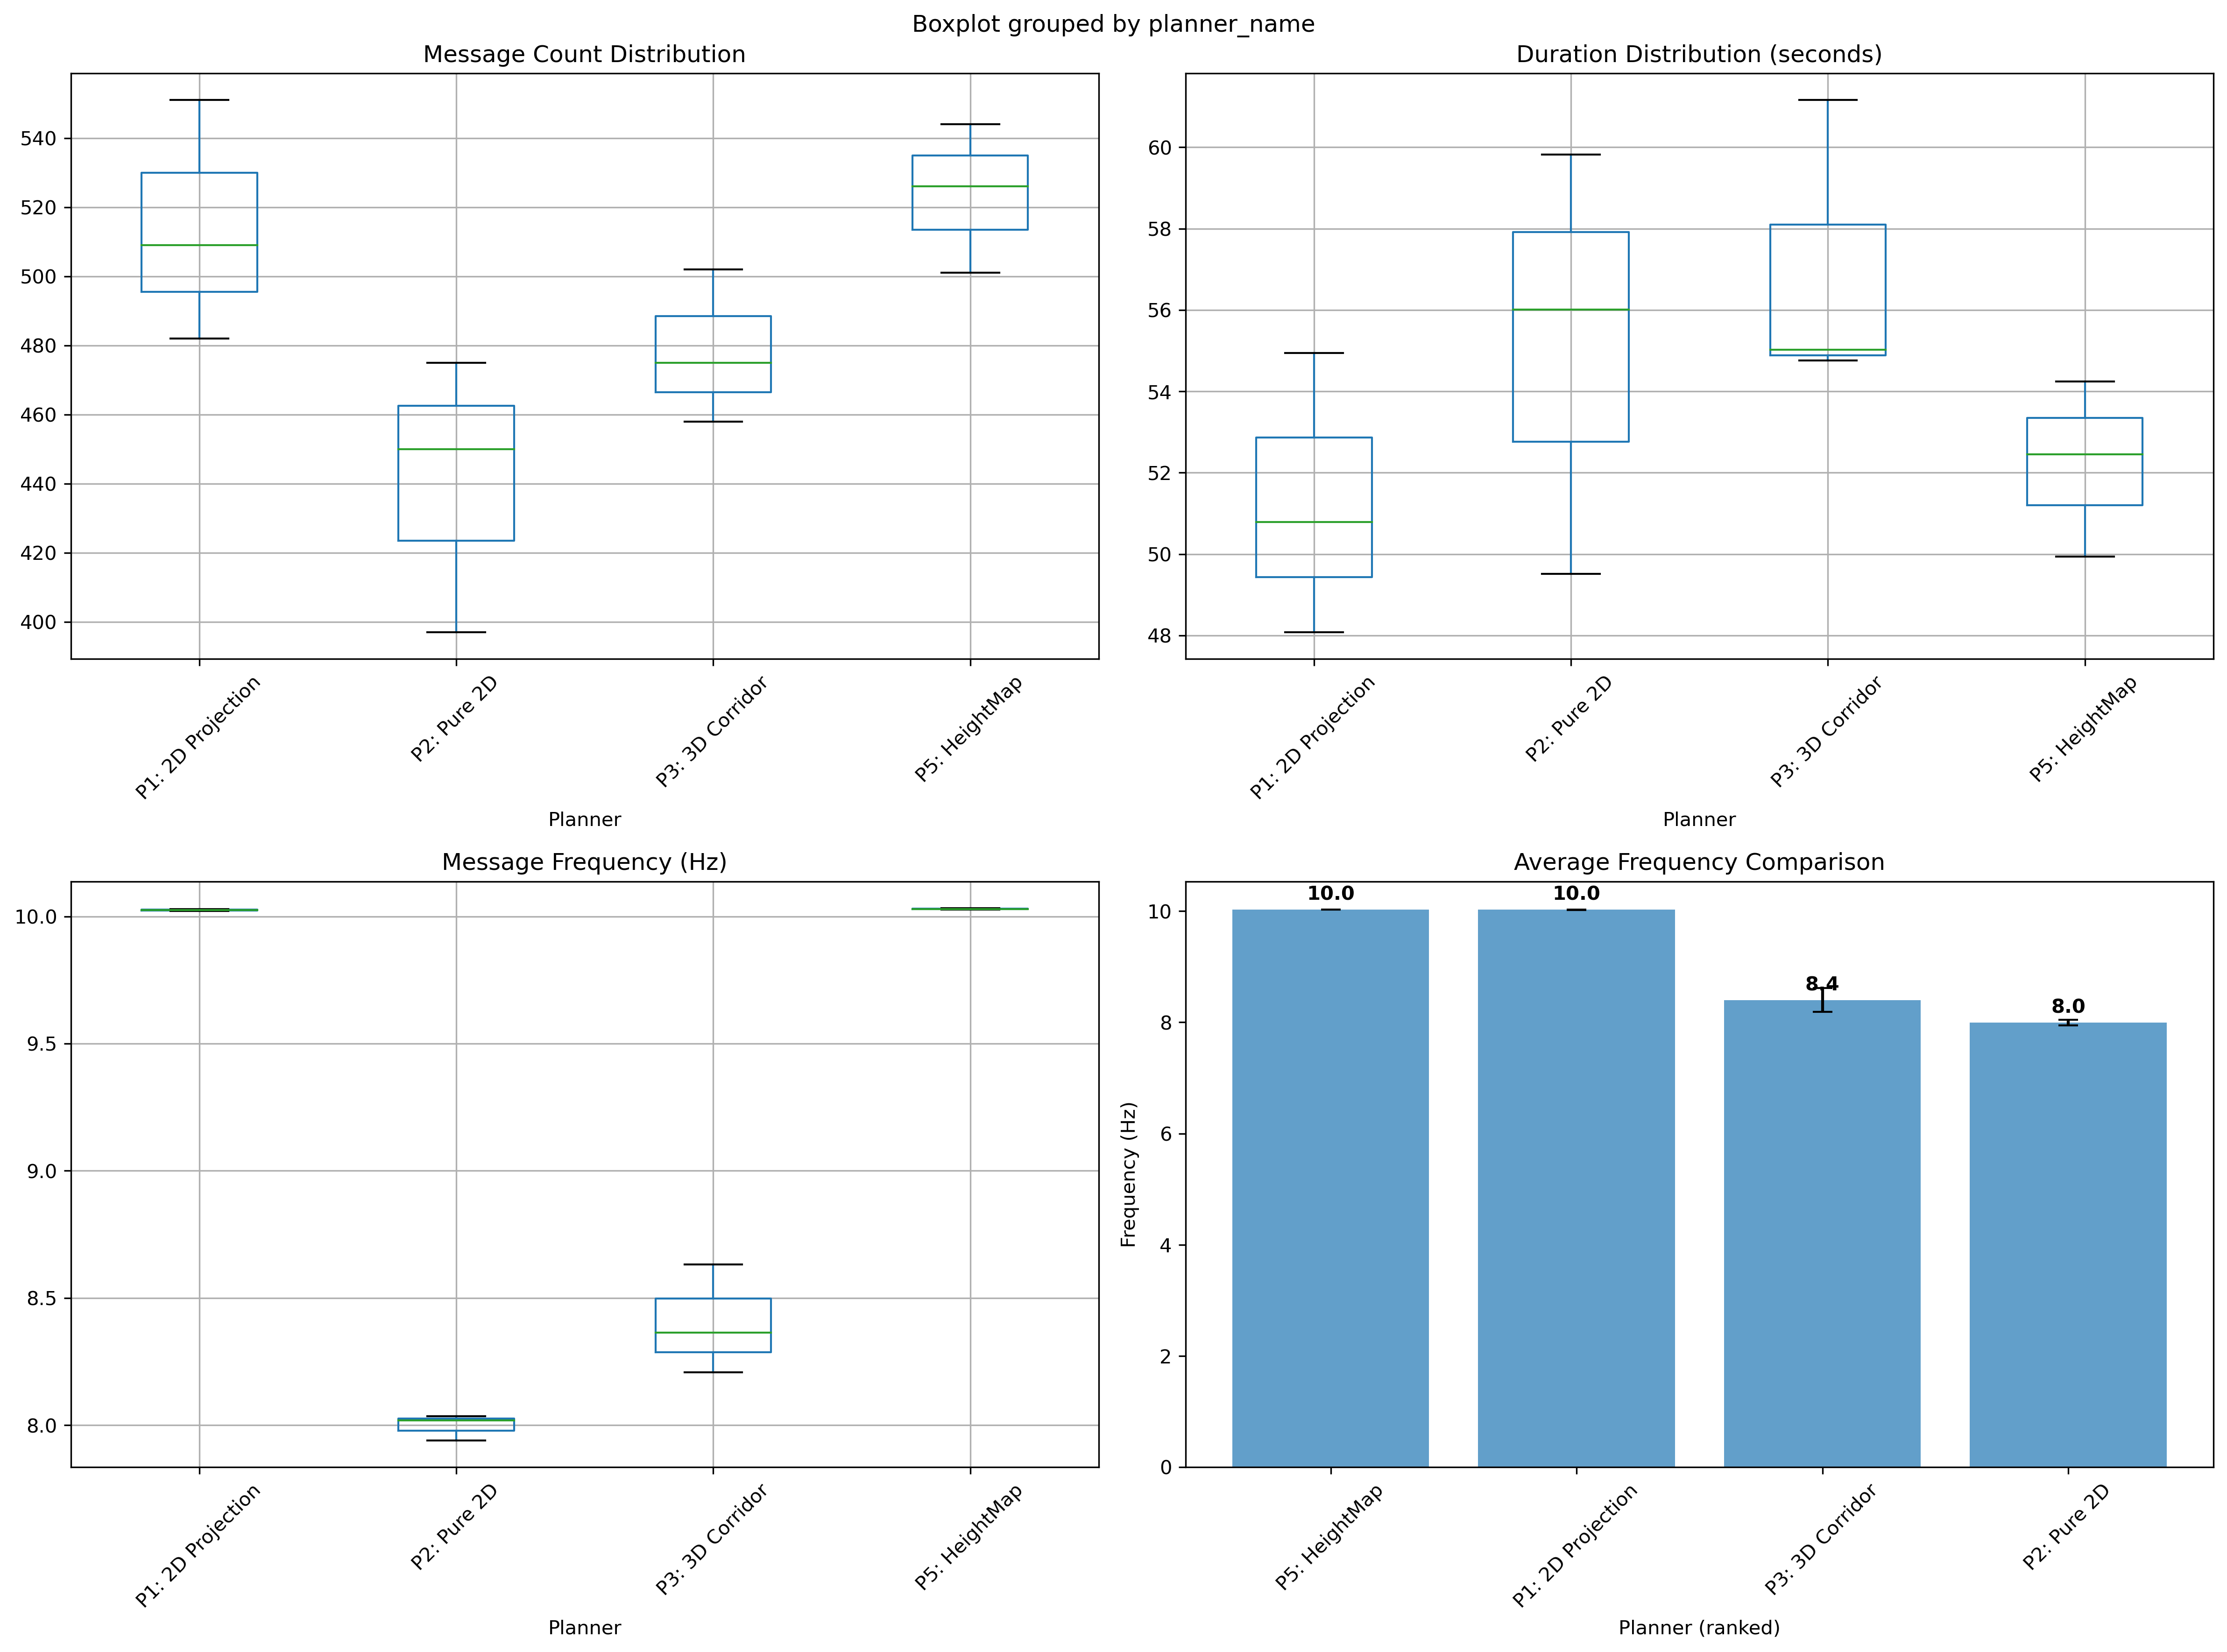 Boxplot grouped by planner_name
Message Count Distribution
540
520
500
480
460
440
420
400
P1: 2D Projection
P2: Pure 2D
P3: 3D Corridor
P5: HeightMap
Planner
Duration Distribution (seconds)
60
58
56
54
52
50
48
P1: 2D Projection
P2: Pure 2D
P3: 3D Corridor
P5: HeightMap
Planner
Message Frequency (Hz)
10.0
9.5
9.0
8.5
8.0
P1: 2D Projection
P2: Pure 2D
P3: 3D Corridor
P5: HeightMap
Planner
Average Frequency Comparison
Frequency (Hz)
10
8
6
4
2
0
10.0
10.0
8.4
8.0
P5: HeightMap
P1: 2D Projection
P3: 3D Corridor
P2: Pure 2D
Planner (ranked)